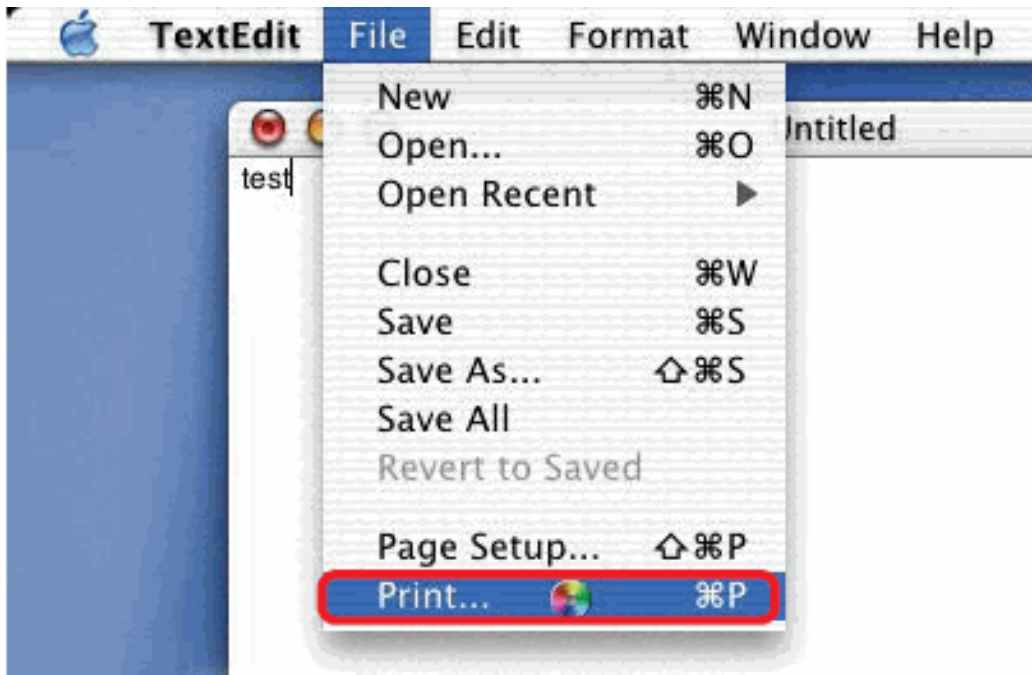 TextEdit File Edit Format Window Help
New ⌘N
Untitled
Open... ⌘O
test
Open Recent ▶
Close ⌘W
Save ⌘S
Save As... ⇧⌘S
Save All
Revert to Saved
Page Setup... ⇧⌘P
Print... ⌘P